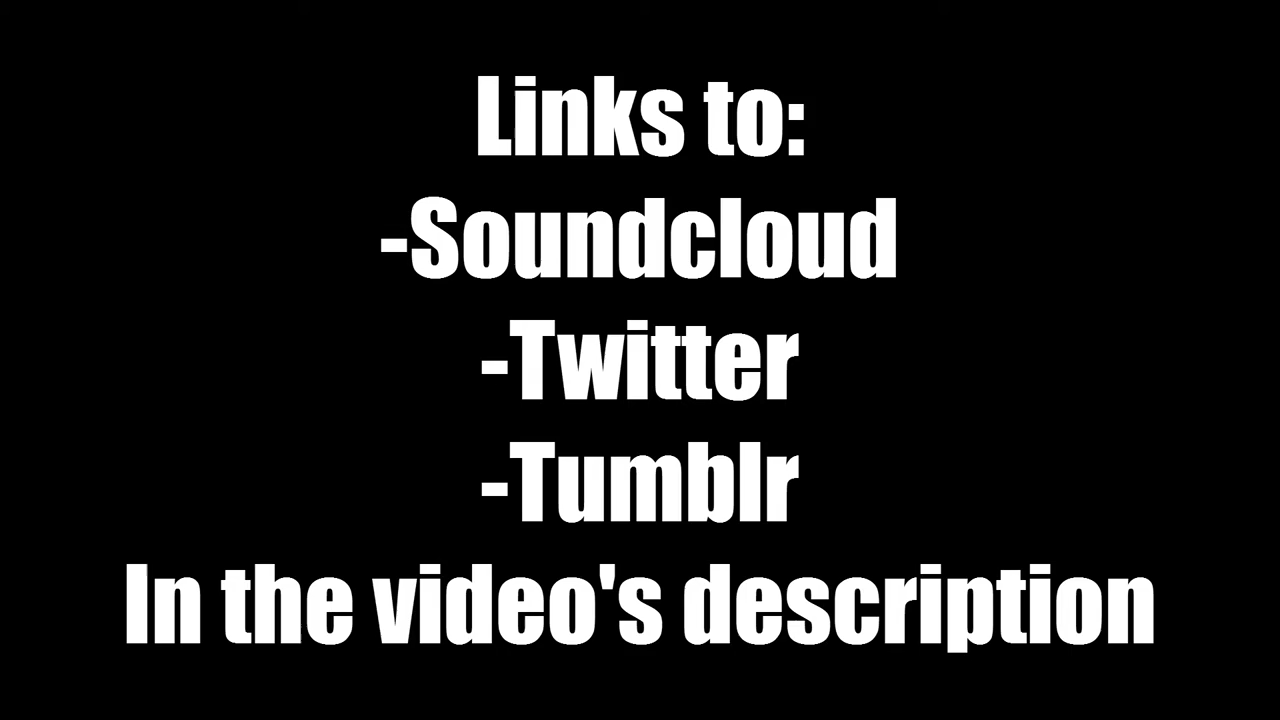 Links to:
-Soundcloud
-Twitter
-Tumblr
In the video's description